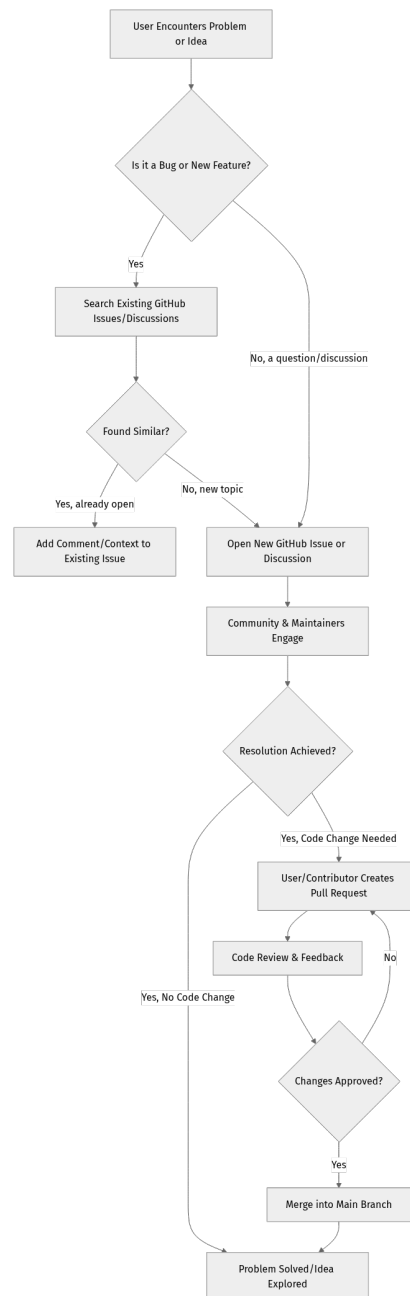 User Encounters Problem
or Idea
Is it a Bug or New Feature?
Yes
Search Existing GitHub
Issues/Discussions
No, a question/discussion
Found Similar?
Yes, already open
No, new topic
Add Comment/Context to
Existing Issue
Open New GitHub Issue or
Discussion
Community & Maintainers
Engage
Resolution Achieved?
Yes, Code Change Needed
User/Contributor Creates
Pull Request
Code Review & Feedback
No
Yes, No Code Change
Changes Approved?
Yes
Merge into Main Branch
Problem Solved/Idea
Explored